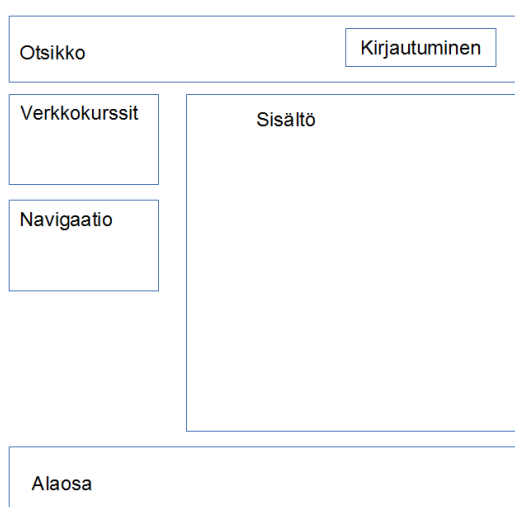 Otsikko
Kirjautuminen
Verkkokurssit
Sisältö
Navigaatio
Alaosa